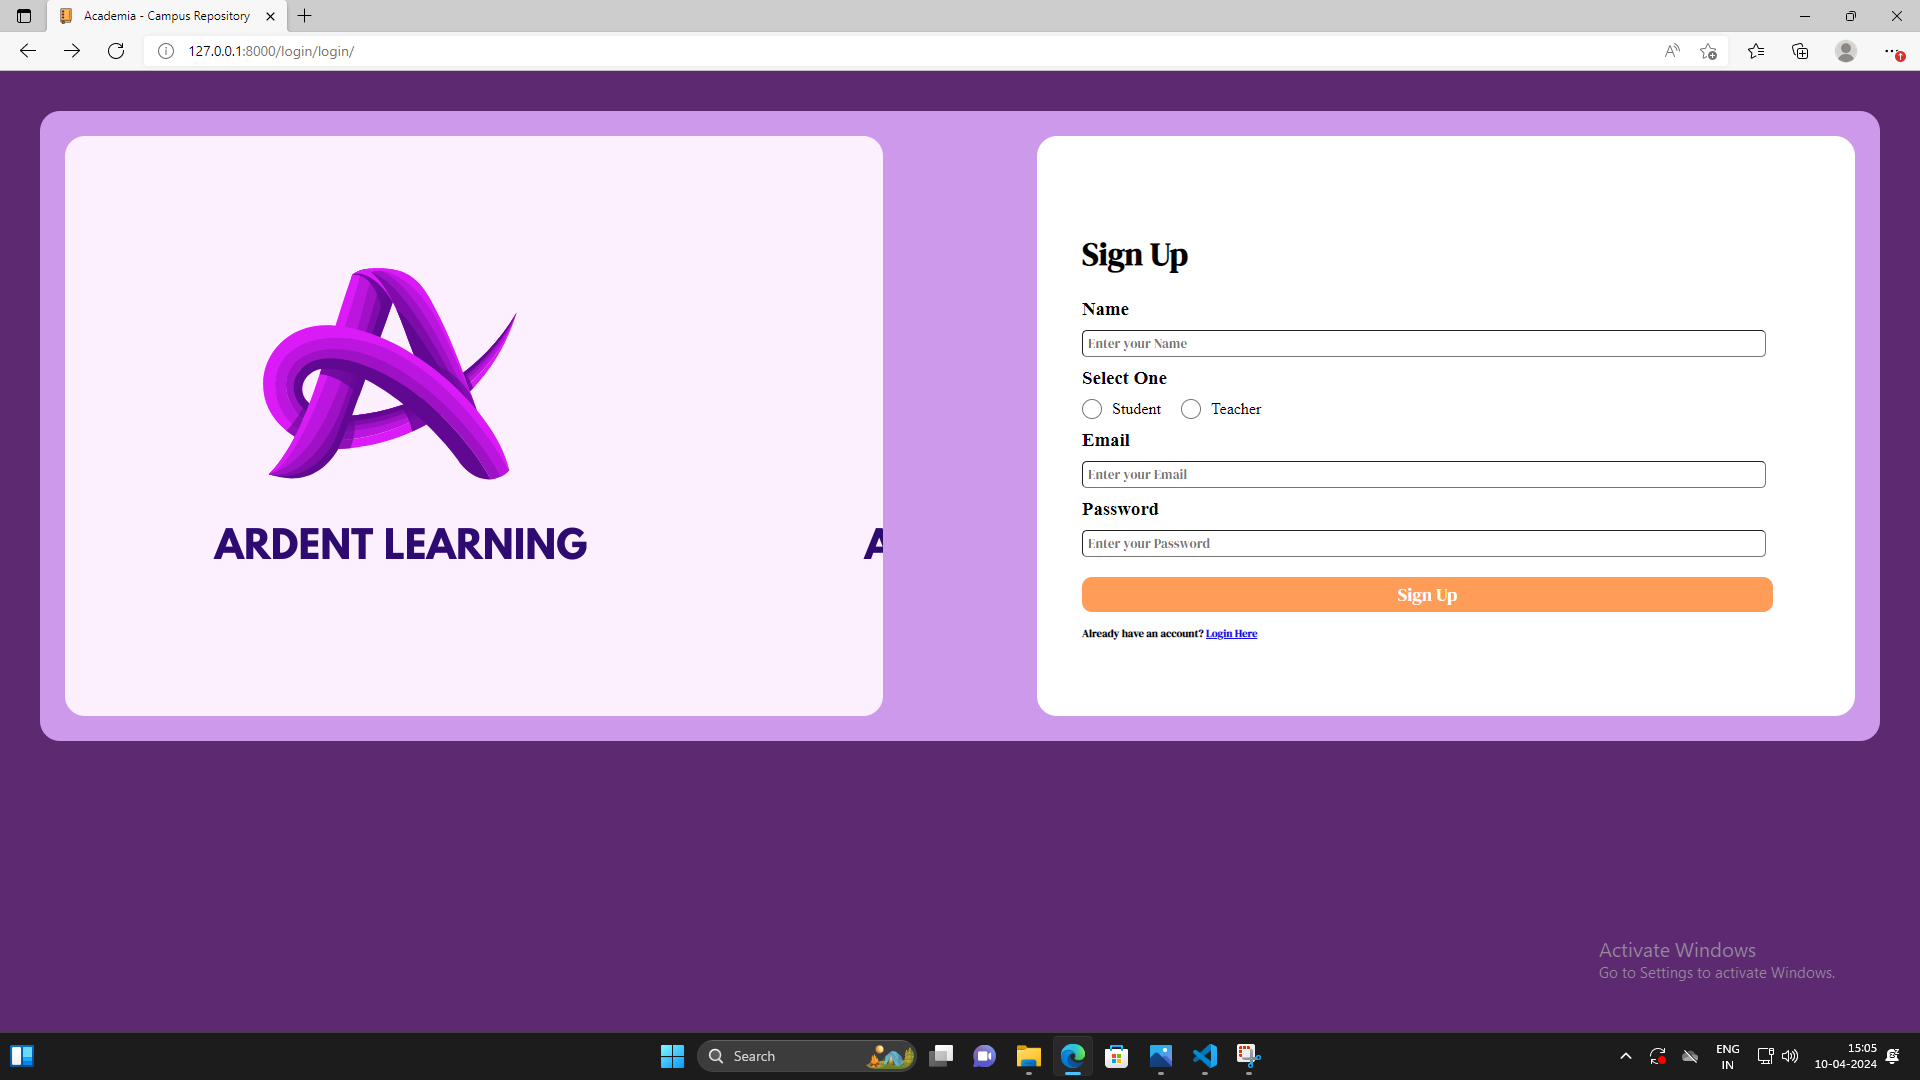 Academia - Campus Repository
127.0.0.1:8000/login/login/
Sign Up
Name
Enter your Name
Select One
Student Teacher
Email
Enter your Email
Password
Enter your Password
Sign Up
Already have an account? Login Here
ARDENT LEARNING
A
Activate Windows
Go to Settings to activate Windows.
Search
ENG
IN
15:05
10-04-2024